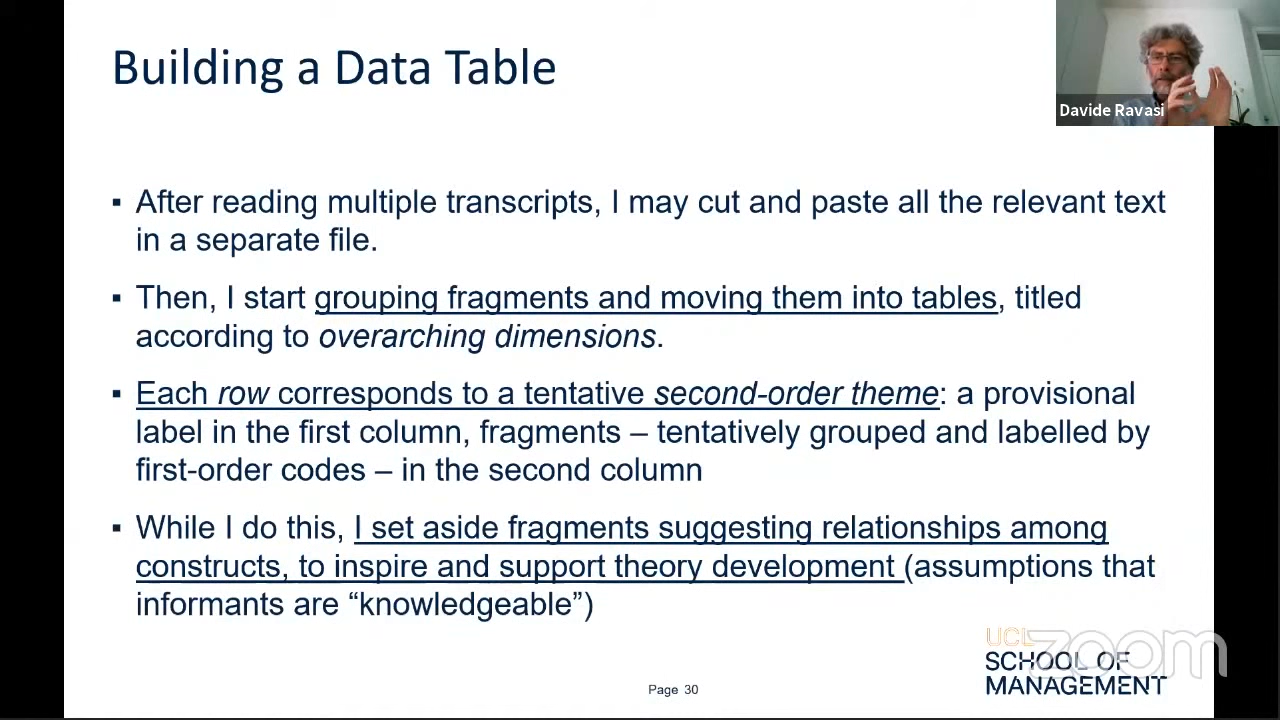 Building a Data Table
Davide Ravasi
▪ After reading multiple transcripts, I may cut and paste all the relevant text
in a separate file.
▪ Then, I start grouping fragments and moving them into tables, titled
according to overarching dimensions.
▪ Each row corresponds to a tentative second-order theme: a provisional
label in the first column, fragments – tentatively grouped and labelled by
first-order codes – in the second column
▪ While I do this, I set aside fragments suggesting relationships among
constructs, to inspire and support theory development (assumptions that
informants are “knowledgeable”)
UCL
zoom
SCHOOL OF
MANAGEMENT
Page 30